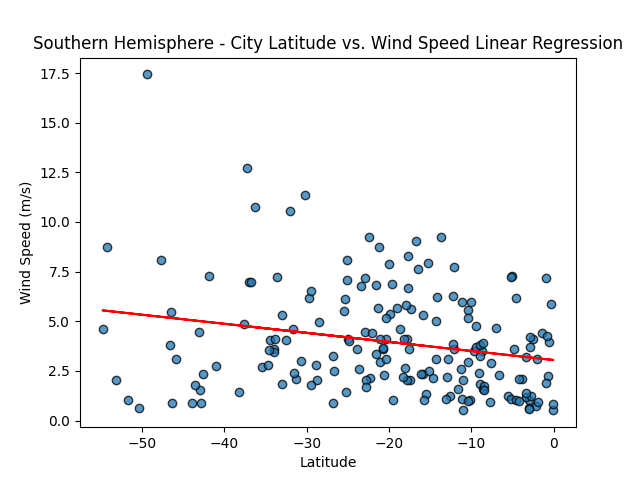 Southern Hemisphere - City Latitude vs. Wind Speed Linear Regression
17.5
15.0
12.5
10.0
7.5
5.0
2.5
0.0
Wind Speed (m/s)
−50 −40 −30 −20 −10 0
Latitude